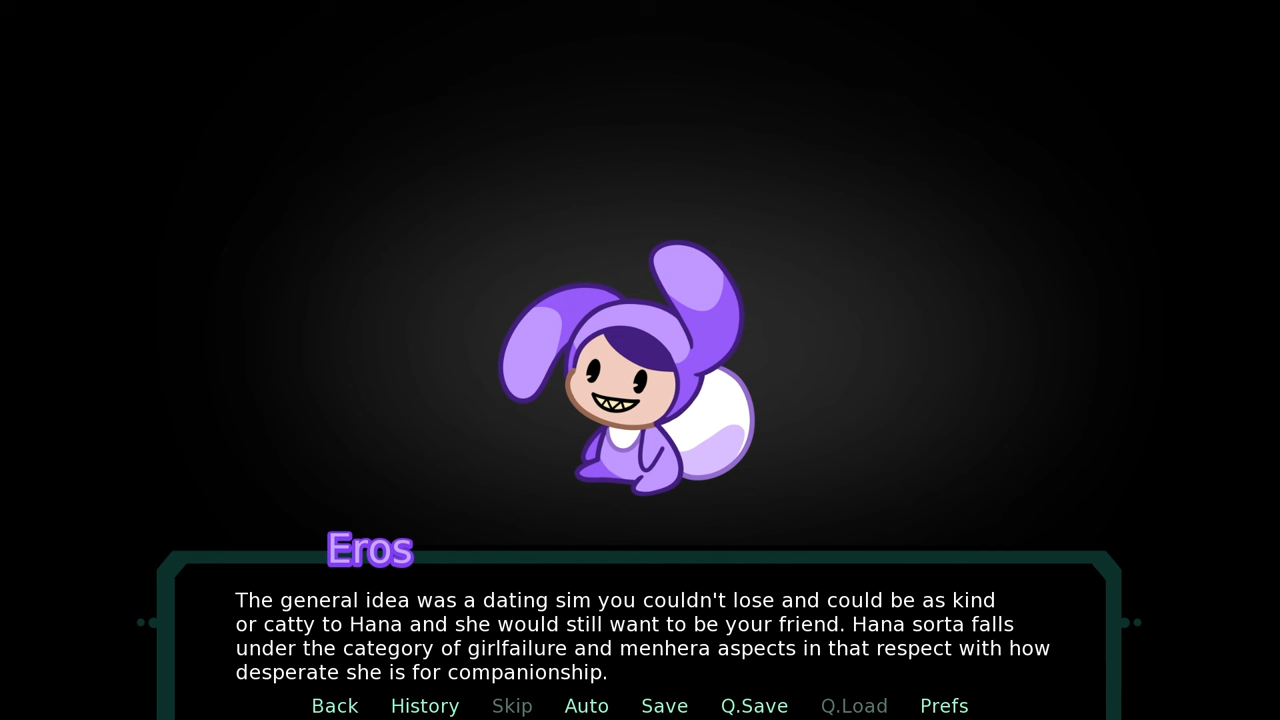 Eros
The general idea was a dating sim you couldn't lose and could be as kind
or catty to Hana and she would still want to be your friend. Hana sorta falls
under the category of girlfailure and menhera aspects in that respect with how
desperate she is for companionship.
Back History Skip Auto Save Q.Save Q.Load Prefs